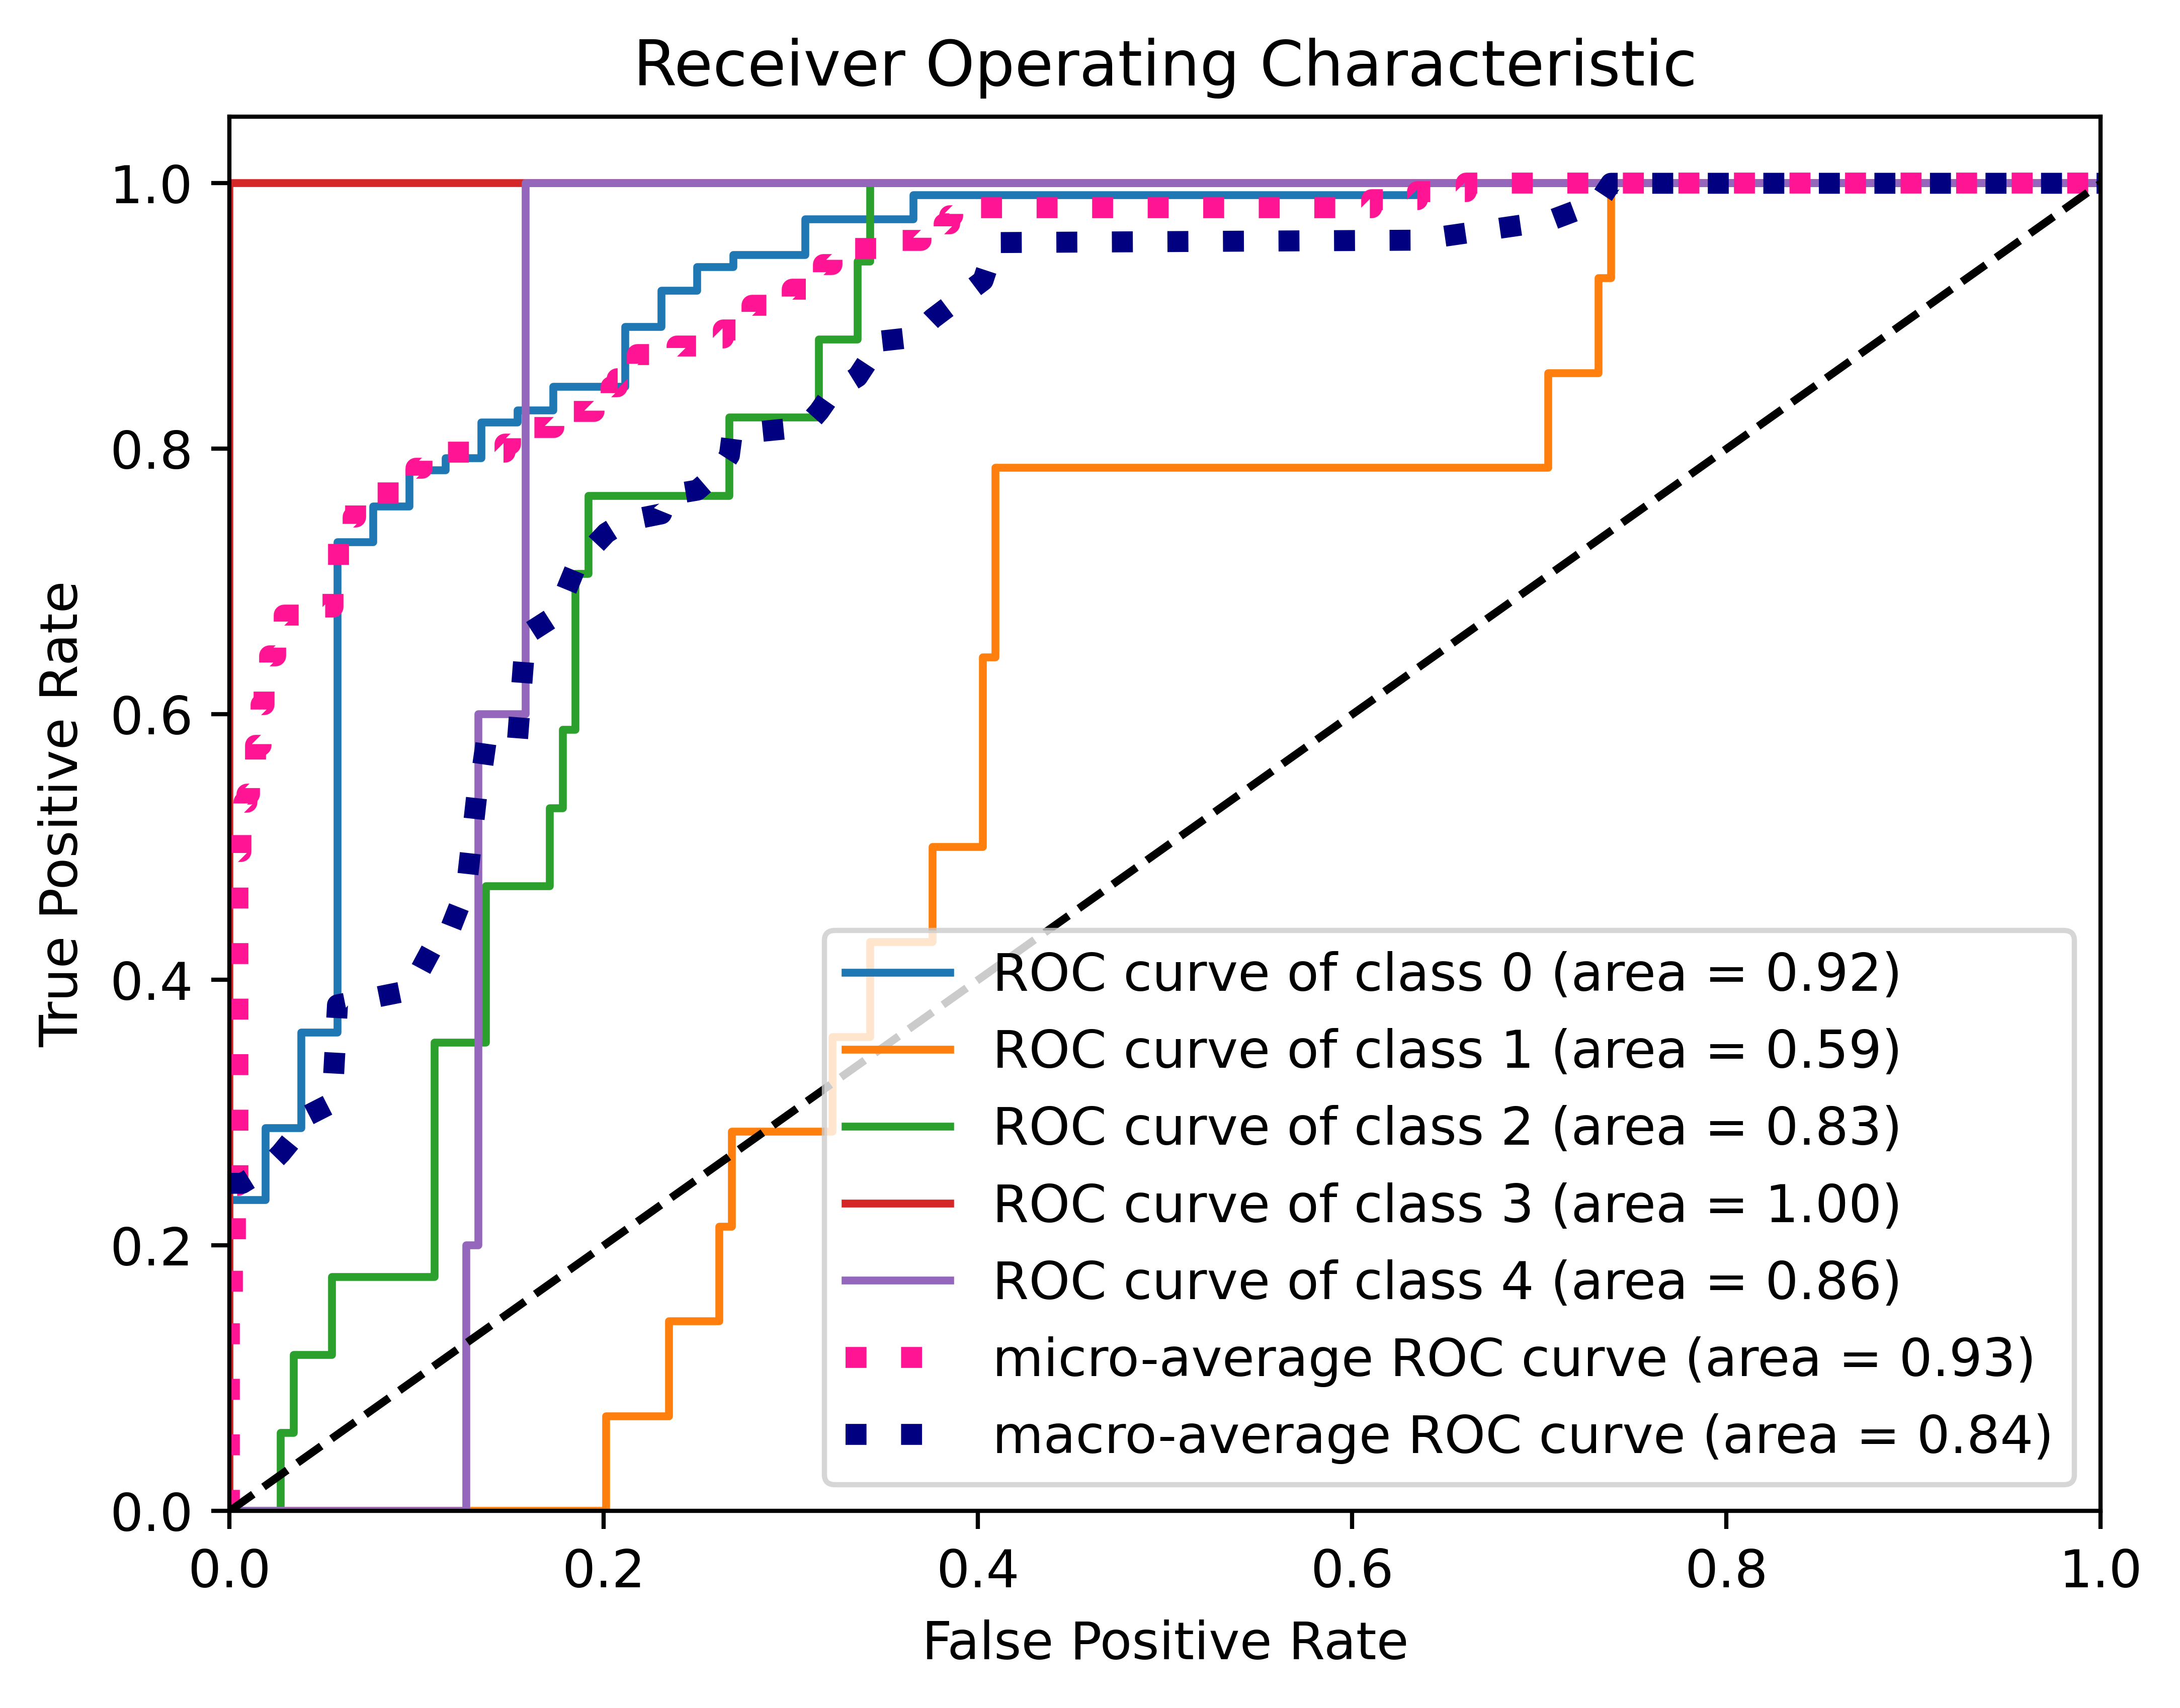 Receiver Operating Characteristic
True Positive Rate
1.0
0.8
0.6
0.4
0.2
0.0
ROC curve of class 0 (area = 0.92)
ROC curve of class 1 (area = 0.59)
ROC curve of class 2 (area = 0.83)
ROC curve of class 3 (area = 1.00)
ROC curve of class 4 (area = 0.86)
micro-average ROC curve (area = 0.93)
macro-average ROC curve (area = 0.84)
0.0 0.2 0.4 0.6 0.8 1.0
False Positive Rate